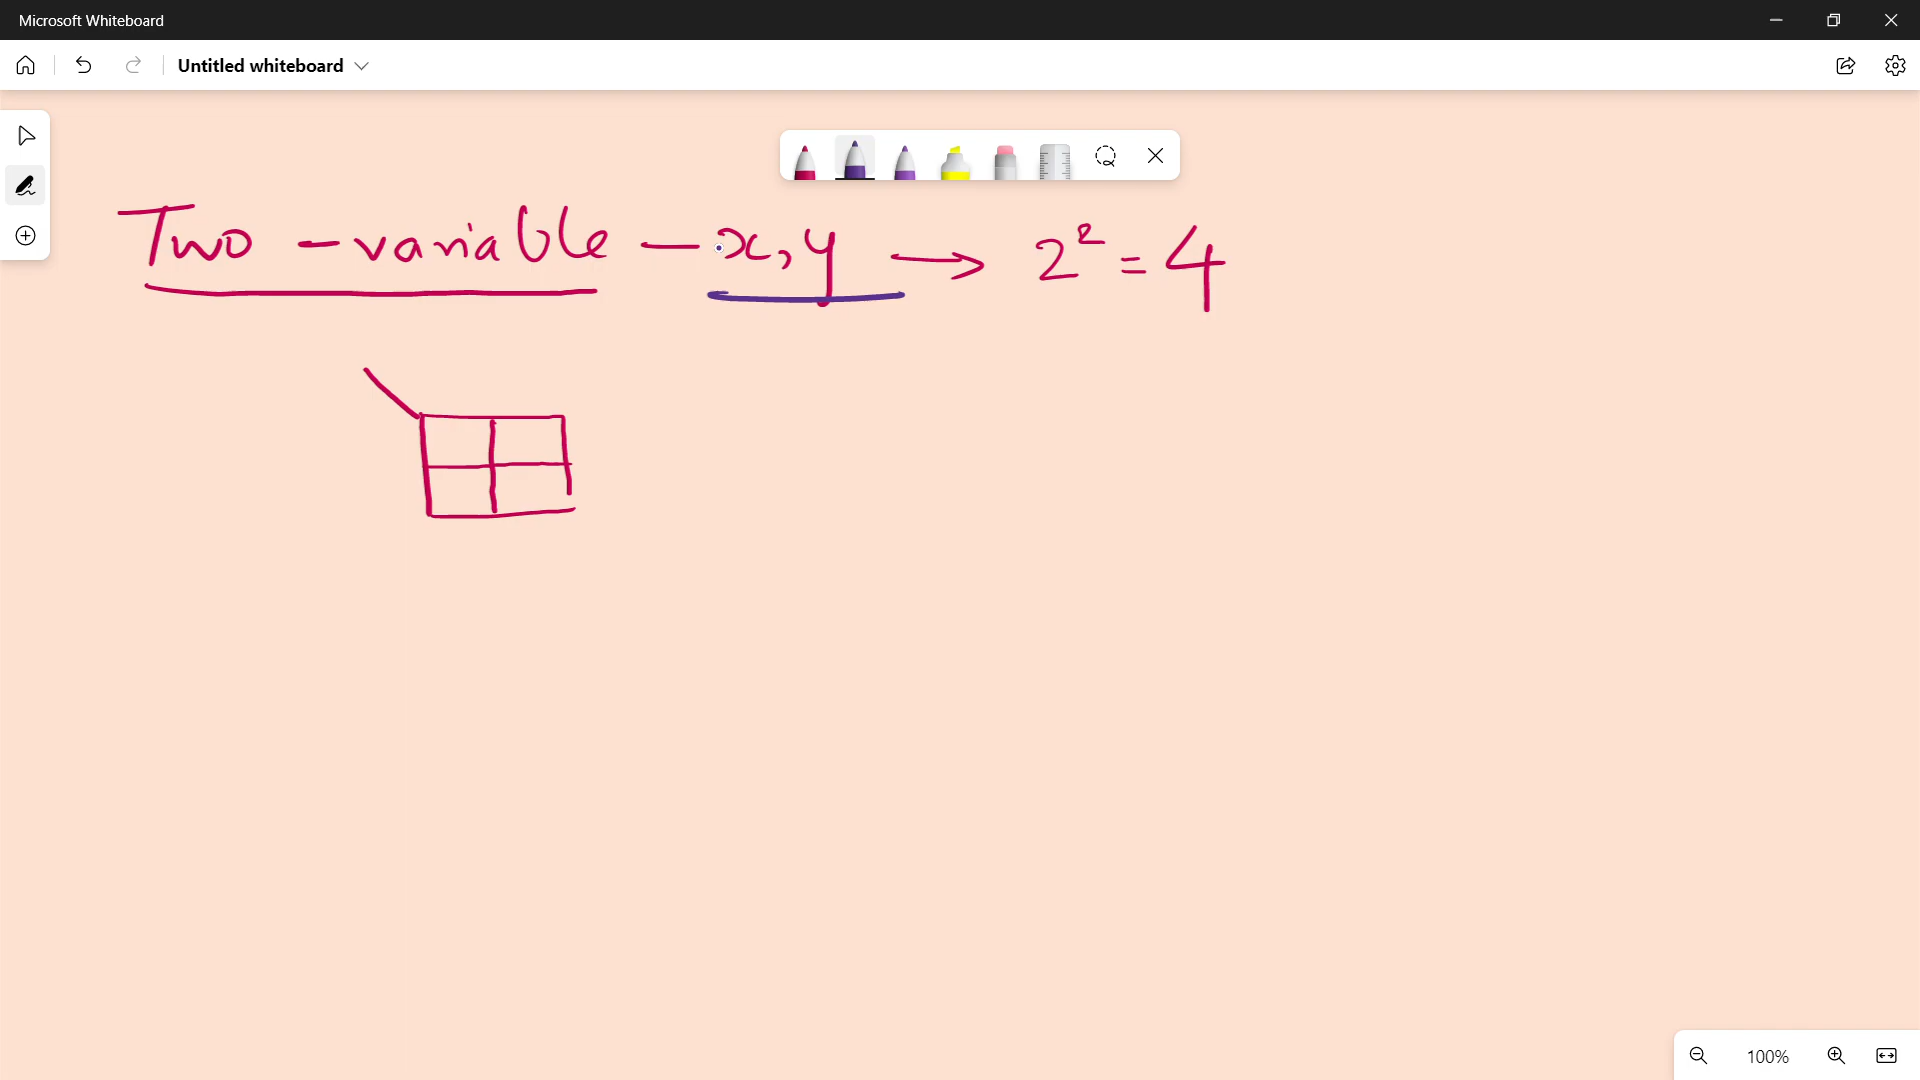 Microsoft Whiteboard
Untitled whiteboard
Two - variable - x, y → 2² = 4
100%